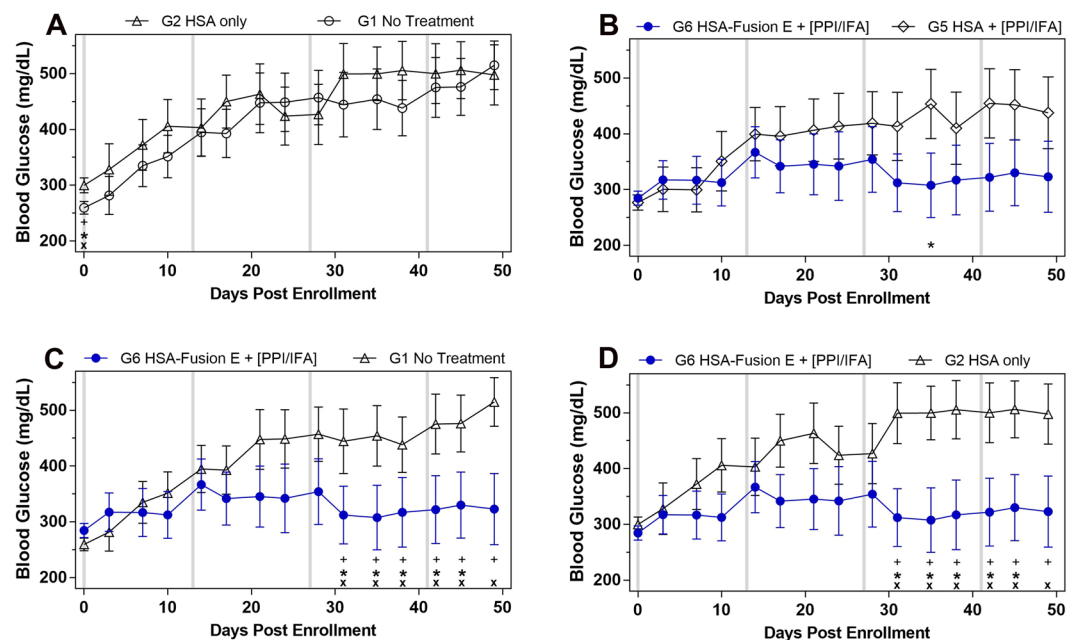 A
G2 HSA only
G1 No Treatment
Blood Glucose (mg/dL)
500
400
300
200
+
*
x
0
10
20
30
40
50
Days Post Enrollment
B
G6 HSA-Fusion E + [PPI/IFA]
G5 HSA + [PPI/IFA]
Blood Glucose (mg/dL)
500
400
300
200
*
0
10
20
30
40
50
Days Post Enrollment
C
G6 HSA-Fusion E + [PPI/IFA]
G1 No Treatment
Blood Glucose (mg/dL)
500
400
300
200
+ + + + + +
* * * * *
x x x x x x
0
10
20
30
40
50
Days Post Enrollment
D
G6 HSA-Fusion E + [PPI/IFA]
G2 HSA only
Blood Glucose (mg/dL)
500
400
300
200
+ + + + + +
* * * * *
x x x x x x
0
10
20
30
40
50
Days Post Enrollment